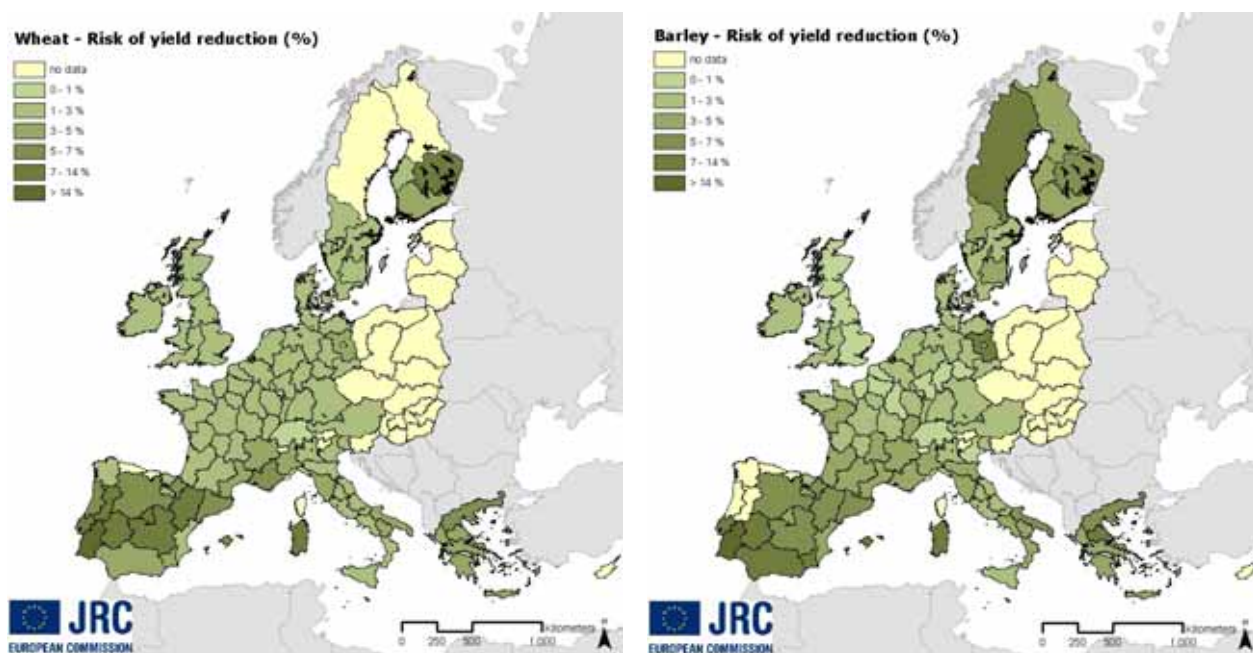 Wheat - Risk of yield reduction (%)
no data
0 - 1 %
1 - 3 %
3 - 5 %
5 - 7 %
7 - 14 %
> 14 %
JRC
EUROPEAN COMMISSION
Kilometers
0 250 500 1,000
Barley - Risk of yield reduction (%)
no data
0 - 1 %
1 - 3 %
3 - 5 %
5 - 7 %
7 - 14 %
> 14 %
JRC
EUROPEAN COMMISSION
Kilometers
0 250 500 1,000